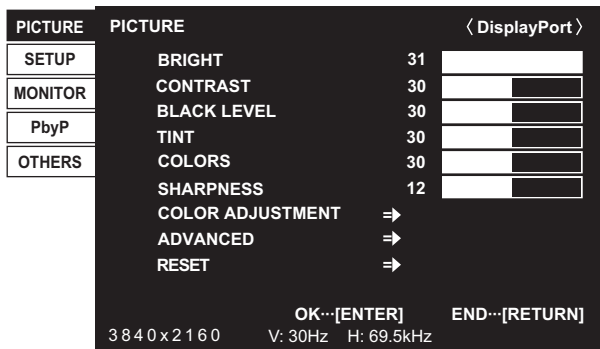 PICTURE
SETUP
MONITOR
PbyP
OTHERS
PICTURE 〈DisplayPort〉
BRIGHT 31
CONTRAST 30
BLACK LEVEL 30
TINT 30
COLORS 30
SHARPNESS 12
COLOR ADJUSTMENT
ADVANCED
RESET
OK···[ENTER] END···[RETURN]
3840x2160 V: 30Hz H: 69.5kHz